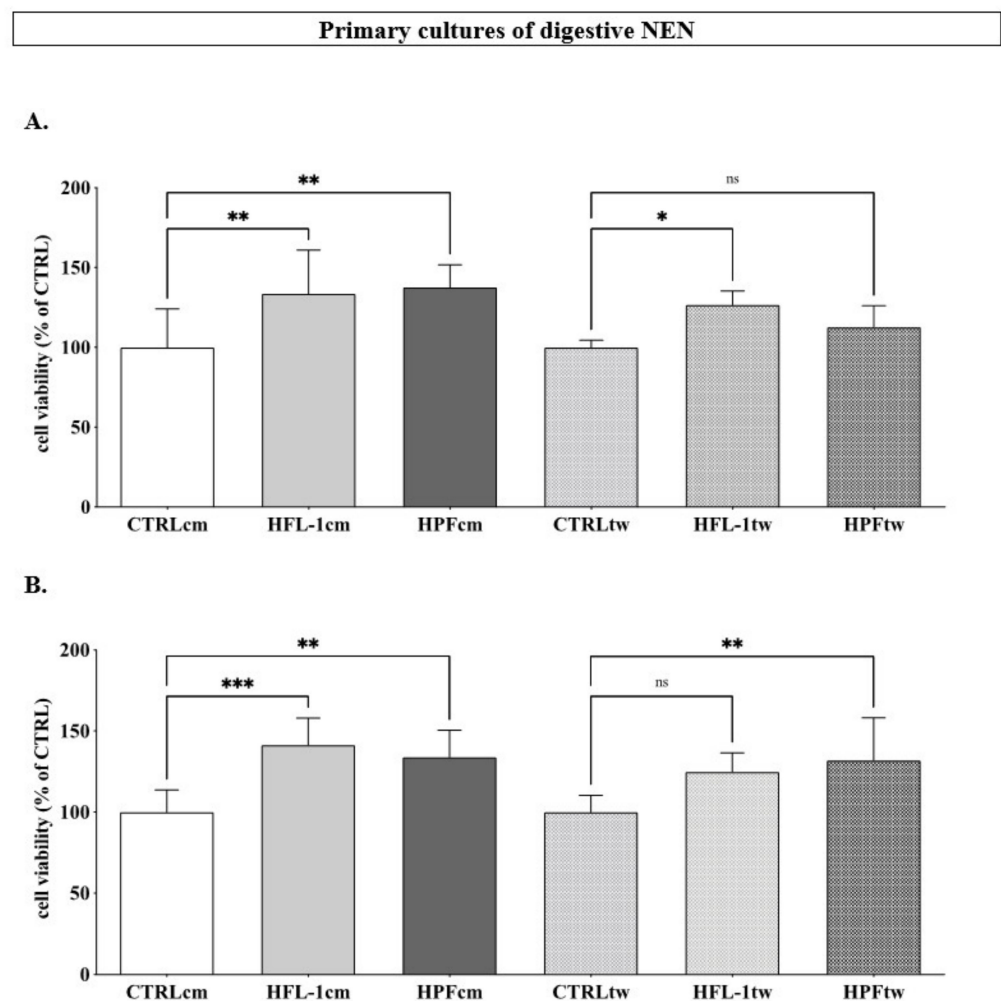 Primary cultures of digestive NEN
A.
cell viability (% of CTRL)
200
150
100
50
0
**
**
ns
*
CTRLcm HFL-1cm HPFcm CTRLtw HFL-1tw HPFtw
B.
cell viability (% of CTRL)
200
150
100
50
0
**
***
**
ns
CTRLcm HFL-1cm HPFcm CTRLtw HFL-1tw HPFtw